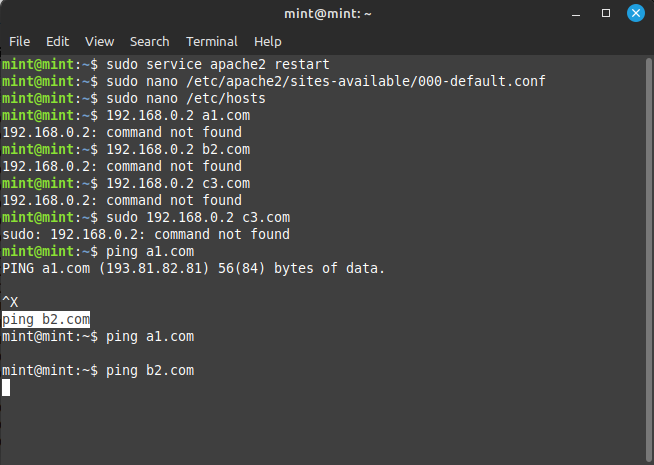 mint@mint: ~
File Edit View Search Terminal Help
mint@mint:~$ sudo service apache2 restart
mint@mint:~$ sudo nano /etc/apache2/sites-available/000-default.conf
mint@mint:~$ sudo nano /etc/hosts
mint@mint:~$ 192.168.0.2 a1.com
192.168.0.2: command not found
mint@mint:~$ 192.168.0.2 b2.com
192.168.0.2: command not found
mint@mint:~$ 192.168.0.2 c3.com
192.168.0.2: command not found
mint@mint:~$ sudo 192.168.0.2 c3.com
sudo: 192.168.0.2: command not found
mint@mint:~$ ping a1.com
PING a1.com (193.81.82.81) 56(84) bytes of data.
^X
ping b2.com
mint@mint:~$ ping a1.com
mint@mint:~$ ping b2.com